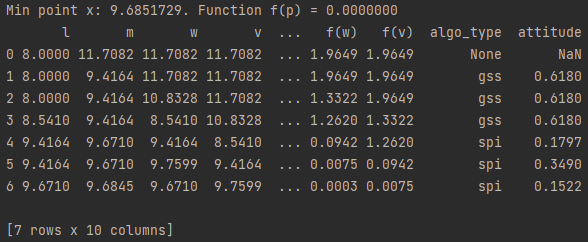 Min point x: 9.6851729. Function f(p) = 0.0000000
l m w v ... f(w) f(v) algo_type attitude
0 8.0000 11.7082 11.7082 11.7082 ... 1.9649 1.9649 None NaN
1 8.0000 9.4164 11.7082 11.7082 ... 1.9649 1.9649 gss 0.6180
2 8.0000 9.4164 10.8328 11.7082 ... 1.3322 1.9649 gss 0.6180
3 8.5410 9.4164 8.5410 10.8328 ... 1.2620 1.3322 gss 0.6180
4 9.4164 9.6710 9.4164 8.5410 ... 0.0942 1.2620 spi 0.1797
5 9.4164 9.6710 9.7599 9.4164 ... 0.0075 0.0942 spi 0.3490
6 9.6710 9.6845 9.6710 9.7599 ... 0.0003 0.0075 spi 0.1522
[7 rows x 10 columns]